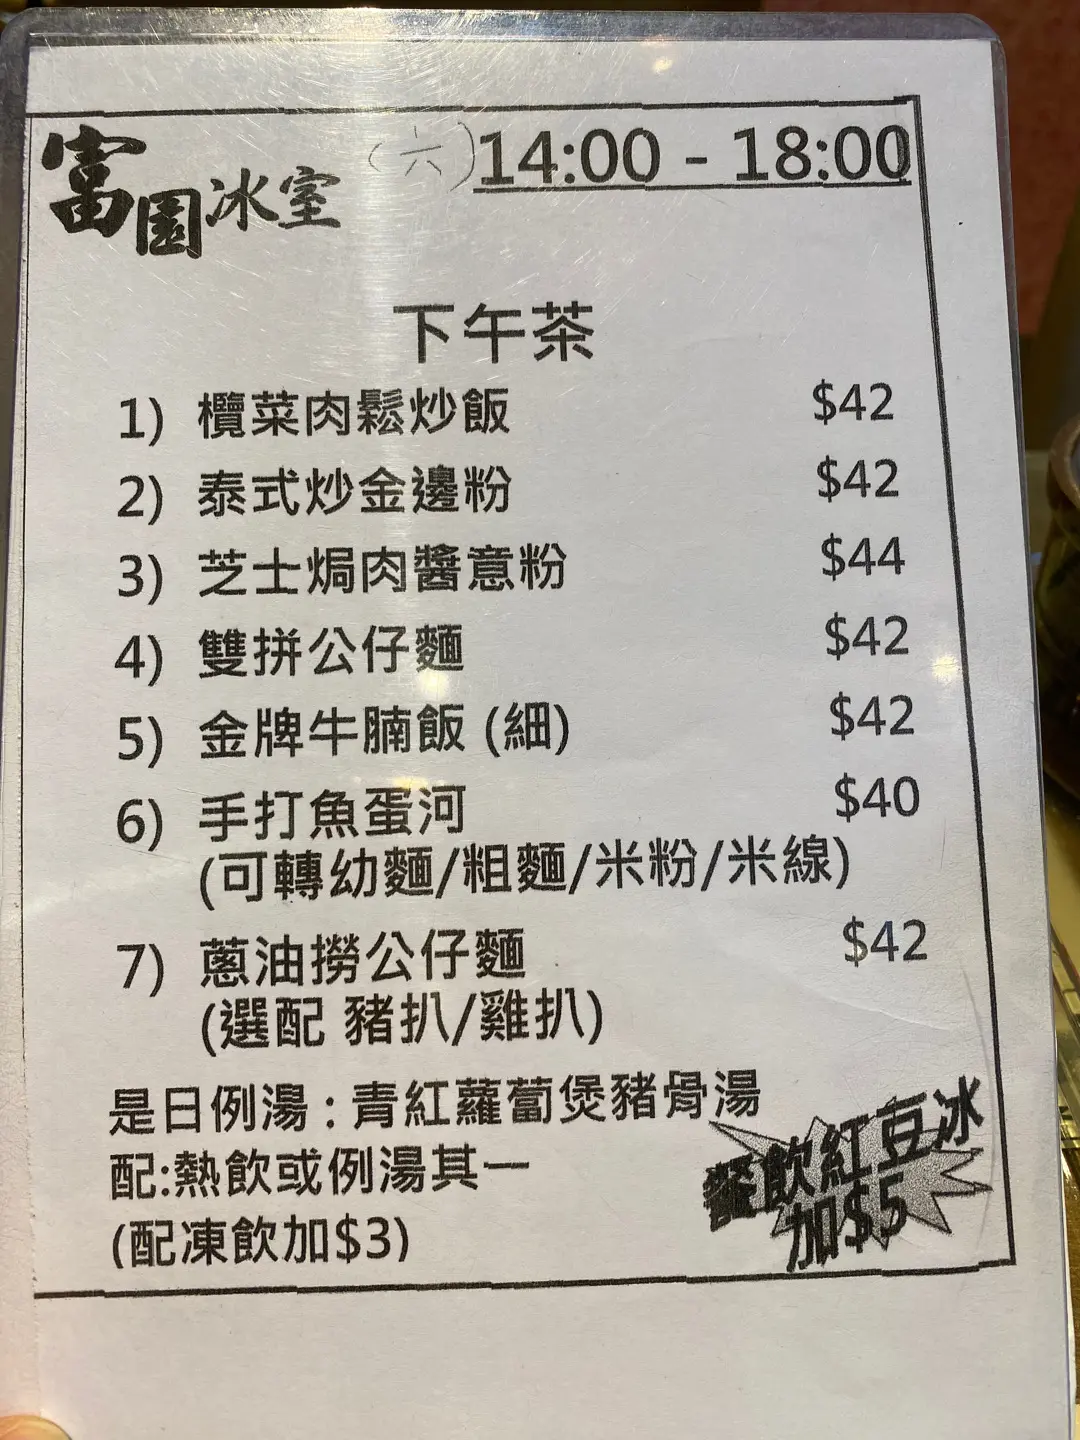 富園冰室
(六) 14:00 - 18:00
下午茶
1) 欖菜肉鬆炒飯 $42
2) 泰式炒金邊粉 $42
3) 芝士焗肉醬意粉 $44
4) 雙拼公仔麵 $42
5) 金牌牛腩飯 (細) $42
6) 手打魚蛋河 $40
(可轉幼麵/粗麵/米粉/米線)
7) 蔥油撈公仔麵 $42
(選配 豬扒/雞扒)
是日例湯 : 青紅蘿蔔煲豬骨湯
配:熱飲或例湯其一
(配凍飲加$3)
餐飲紅豆冰
加$5